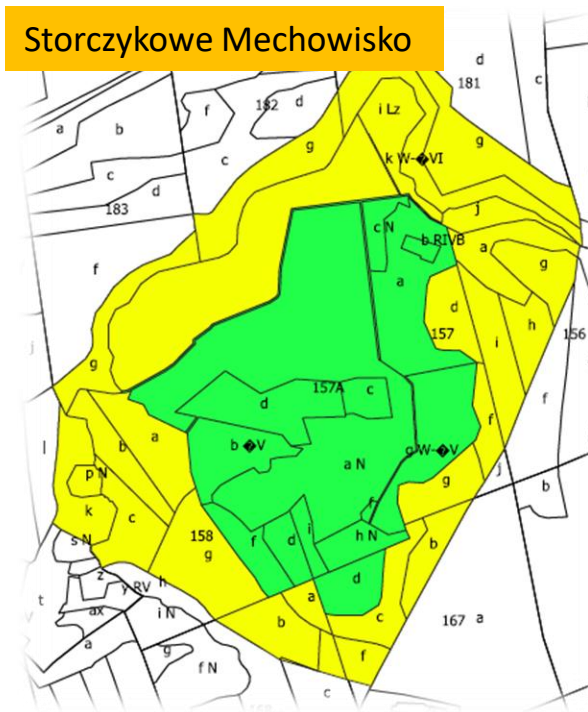 Storczykowe Mechowisko
d
181
c
i Lz
f
182
d
a
b
g
g
c
k W-�VI
c
d
183
j
c N
b RIVB
a
g
f
a
d
h
157
156
j
i
g
157A
c
f
d
f
a
b
b �V
g W-�V
l
a N
p N
g
j
b
k
c
f
i
s N
158
h N
b
g
f
d
z
a
d
y RV
h
t
ax
i N
b
c
167
a
a
g
f
f N
c